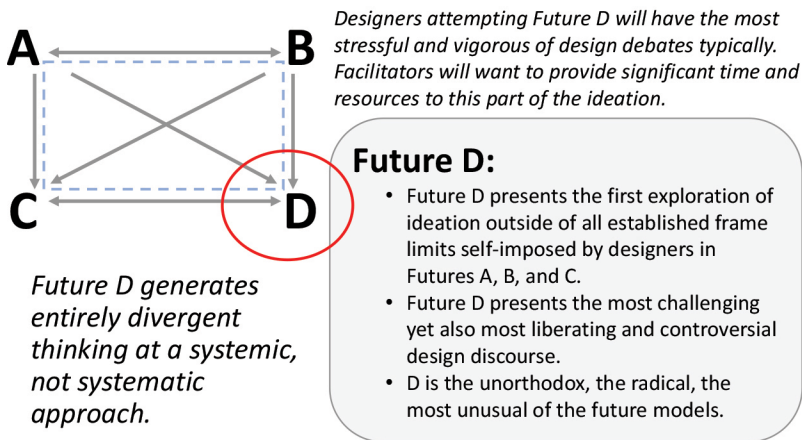 A
B
C
D
Designers attempting Future D will have the most
stressful and vigorous of design debates typically.
Facilitators will want to provide significant time and
resources to this part of the ideation.
Future D generates
entirely divergent
thinking at a systemic,
not systematic
approach.
Future D:
• Future D presents the first exploration of
ideation outside of all established frame
limits self-imposed by designers in
Futures A, B, and C.
• Future D presents the most challenging
yet also most liberating and controversial
design discourse.
• D is the unorthodox, the radical, the
most unusual of the future models.